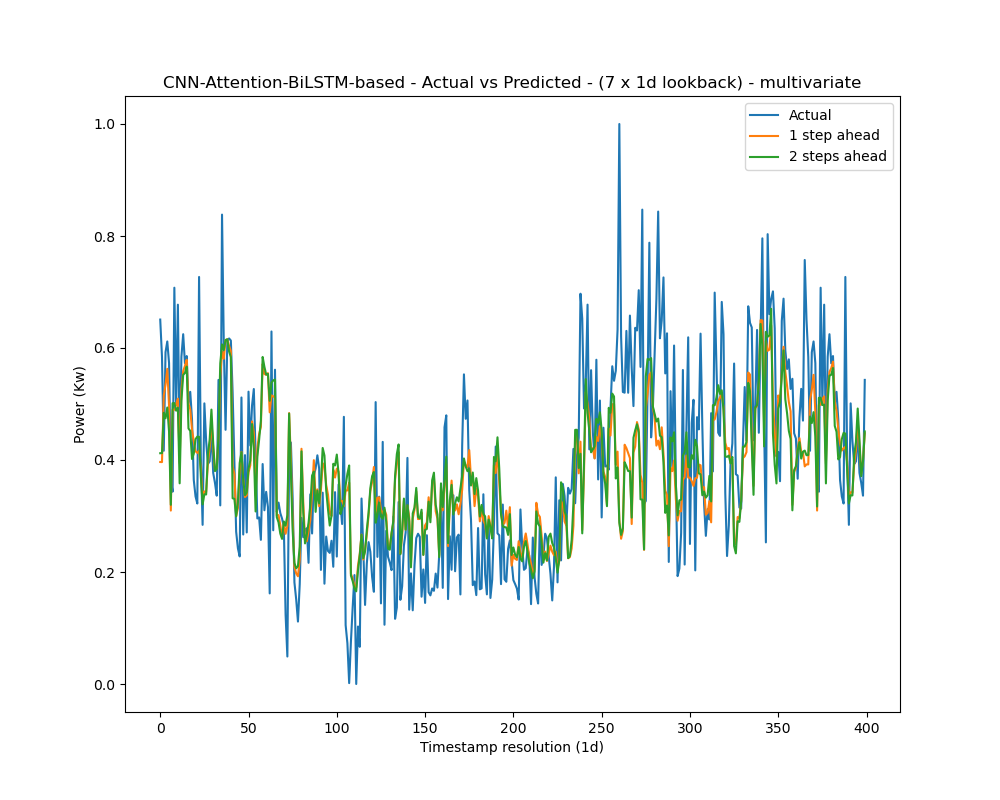 CNN-Attention-BiLSTM-based - Actual vs Predicted - (7 x 1d lookback) - multivariate
Actual
1 step ahead
2 steps ahead
Power (Kw)
1.0
0.8
0.6
0.4
0.2
0.0
0 50 100 150 200 250 300 350 400
Timestamp resolution (1d)